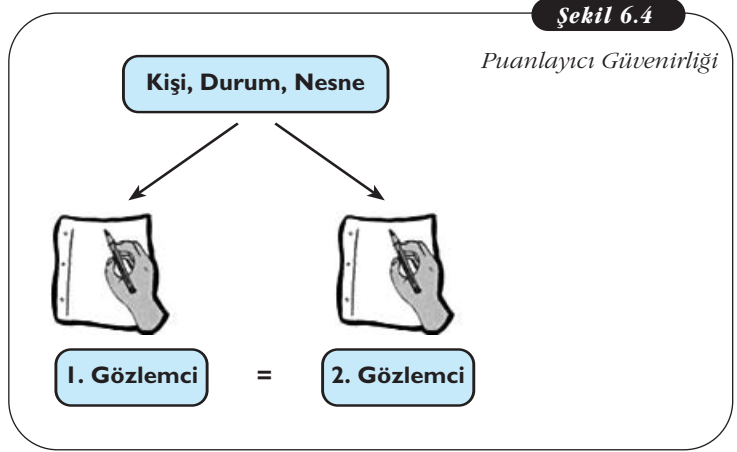 Şekil 6.4
Puanlayıcı Güvenirliği
Kişi, Durum, Nesne
1. Gözlemci = 2. Gözlemci